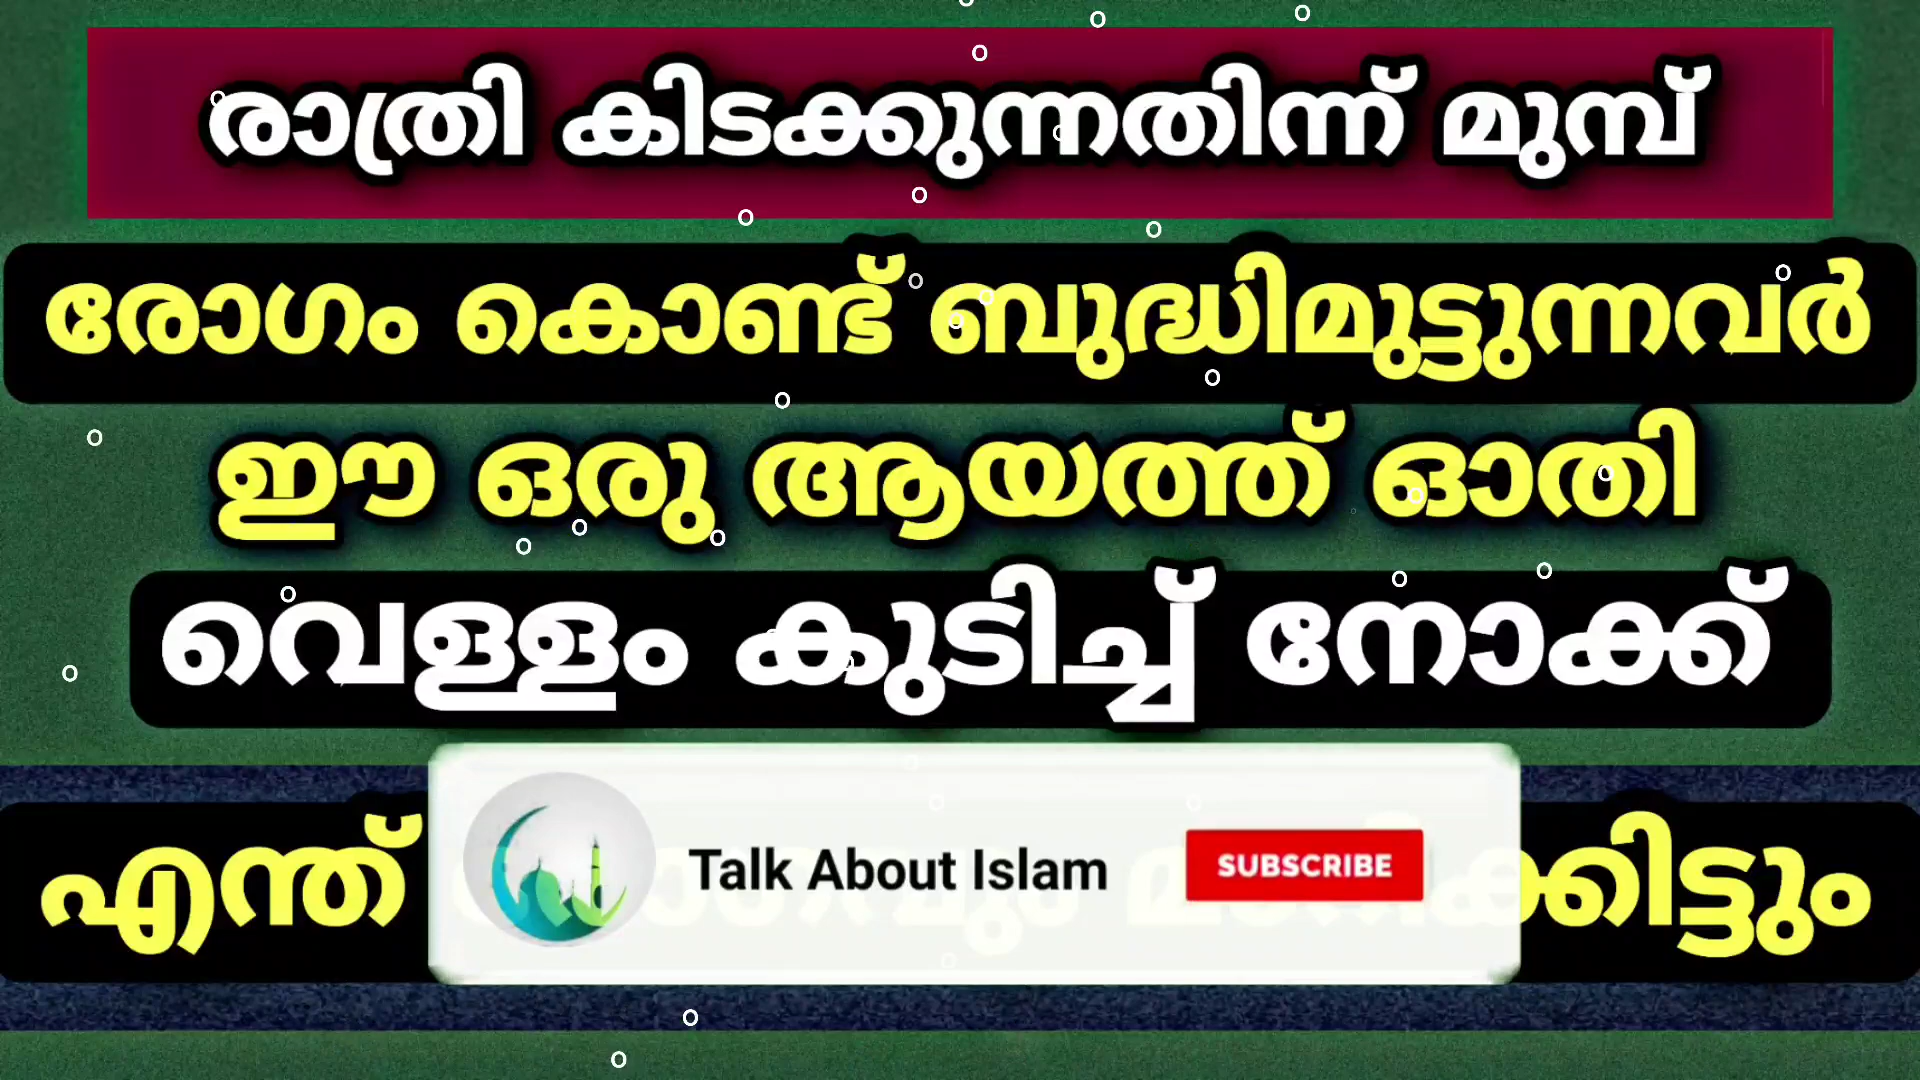 രാത്രി കിടക്കുന്നതിന്ന് മുമ്പ്
രോഗം കൊണ്ട് ബുദ്ധിമുട്ടുന്നവർ
ഈ ഒരു ആയത്ത് ഓതി
വെള്ളം കുടിച്ച് നോക്ക്
എന്ത്
Talk About Islam
SUBSCRIBE